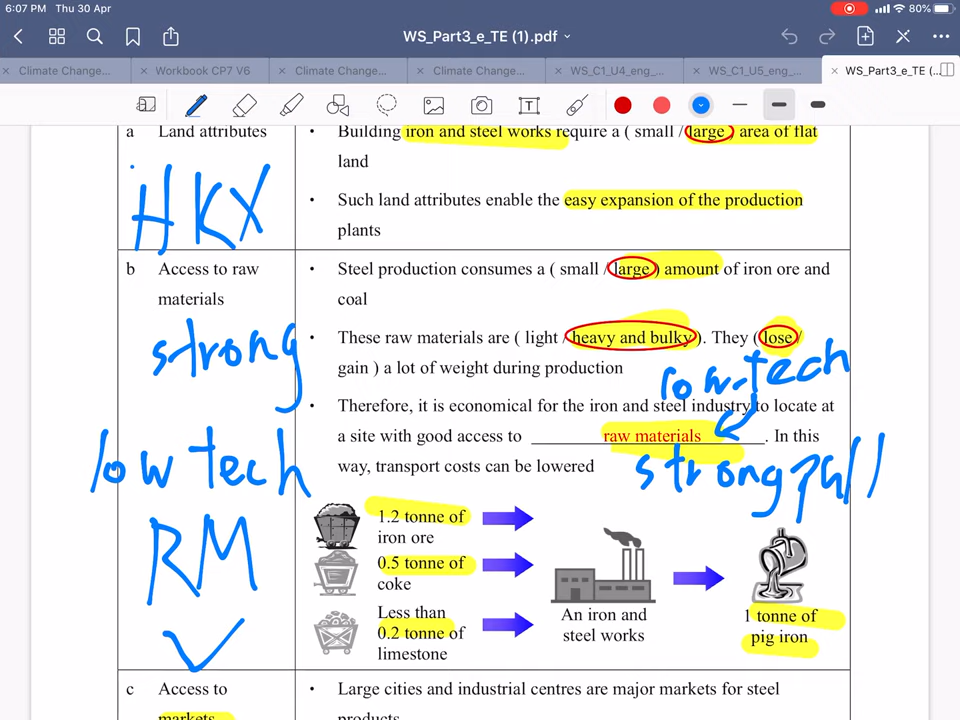 6:07 PM Thu 30 Apr
80%
WS_Part3_e_TE (1).pdf
Climate Change...
Workbook CP7 V6
Climate Change...
Climate Change...
WS_C1_U4_eng_...
WS_C1_U5_eng_...
WS_Part3_e_TE (...
a Land attributes
• Building iron and steel works require a ( small / large ) area of flat
land
• Such land attributes enable the easy expansion of the production
plants
HKX
b Access to raw
materials
• Steel production consumes a ( small / large ) amount of iron ore and
coal
• These raw materials are ( light / heavy and bulky ). They ( lose /
gain ) a lot of weight during production
• Therefore, it is economical for the iron and steel industry to locate at
a site with good access to raw materials . In this
way, transport costs can be lowered
strong
low tech
RM
low-tech
strong pull
1.2 tonne of
iron ore
0.5 tonne of
coke
Less than
0.2 tonne of
limestone
An iron and
steel works
1 tonne of
pig iron
c Access to
markets
• Large cities and industrial centres are major markets for steel
products